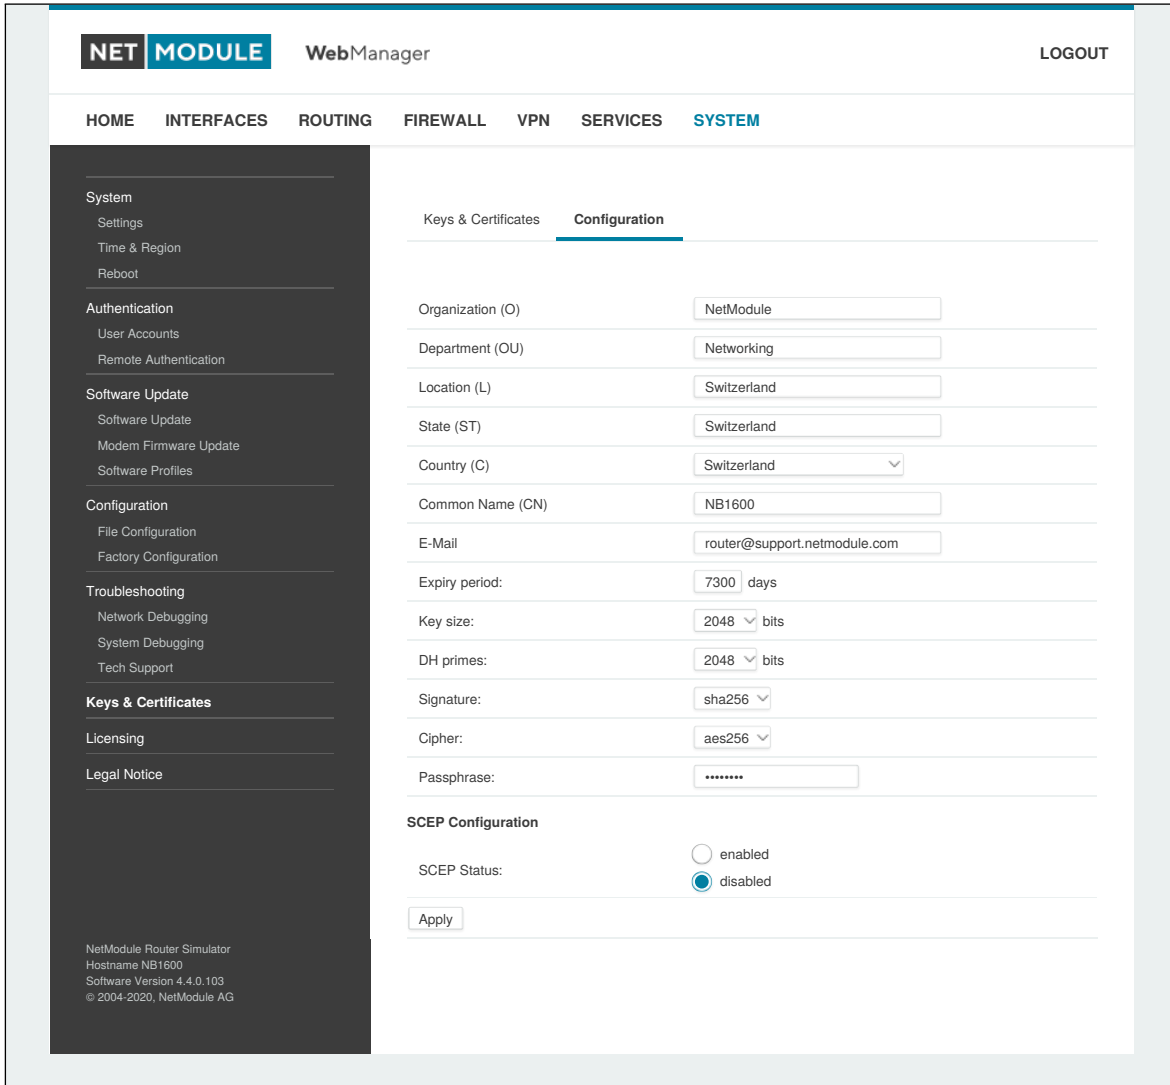 NET MODULE WebManager LOGOUT
HOME INTERFACES ROUTING FIREWALL VPN SERVICES SYSTEM
System
Settings
Time & Region
Reboot
Authentication
User Accounts
Remote Authentication
Software Update
Software Update
Modem Firmware Update
Software Profiles
Configuration
File Configuration
Factory Configuration
Troubleshooting
Network Debugging
System Debugging
Tech Support
Keys & Certificates
Licensing
Legal Notice
NetModule Router Simulator
Hostname NB1600
Software Version 4.4.0.103
© 2004-2020, NetModule AG
Keys & Certificates Configuration
Organization (O) NetModule
Department (OU) Networking
Location (L) Switzerland
State (ST) Switzerland
Country (C) Switzerland
Common Name (CN) NB1600
E-Mail router@support.netmodule.com
Expiry period: 7300 days
Key size: 2048 bits
DH primes: 2048 bits
Signature: sha256
Cipher: aes256
Passphrase: ••••••••
SCEP Configuration
SCEP Status: enabled
disabled
Apply